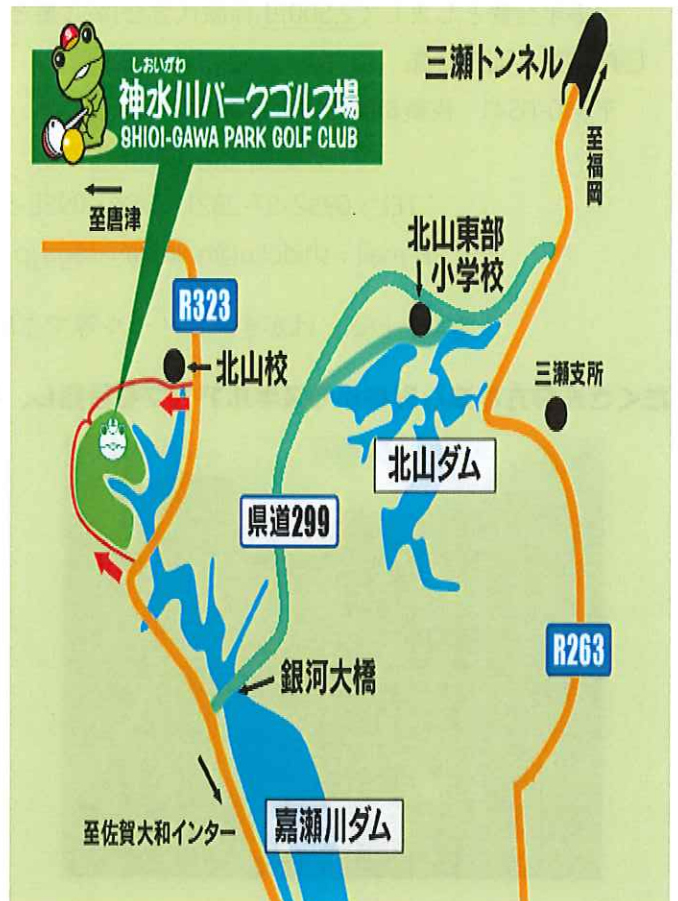 しおいがわ
神水川パークゴルフ場
SHIOI-GAWA PARK GOLF CLUB
三瀬トンネル
至福岡
至唐津
北山東部
小学校
R323
北山校
三瀬支所
北山ダム
県道299
R263
銀河大橋
至佐賀大和インター
嘉瀬川ダム